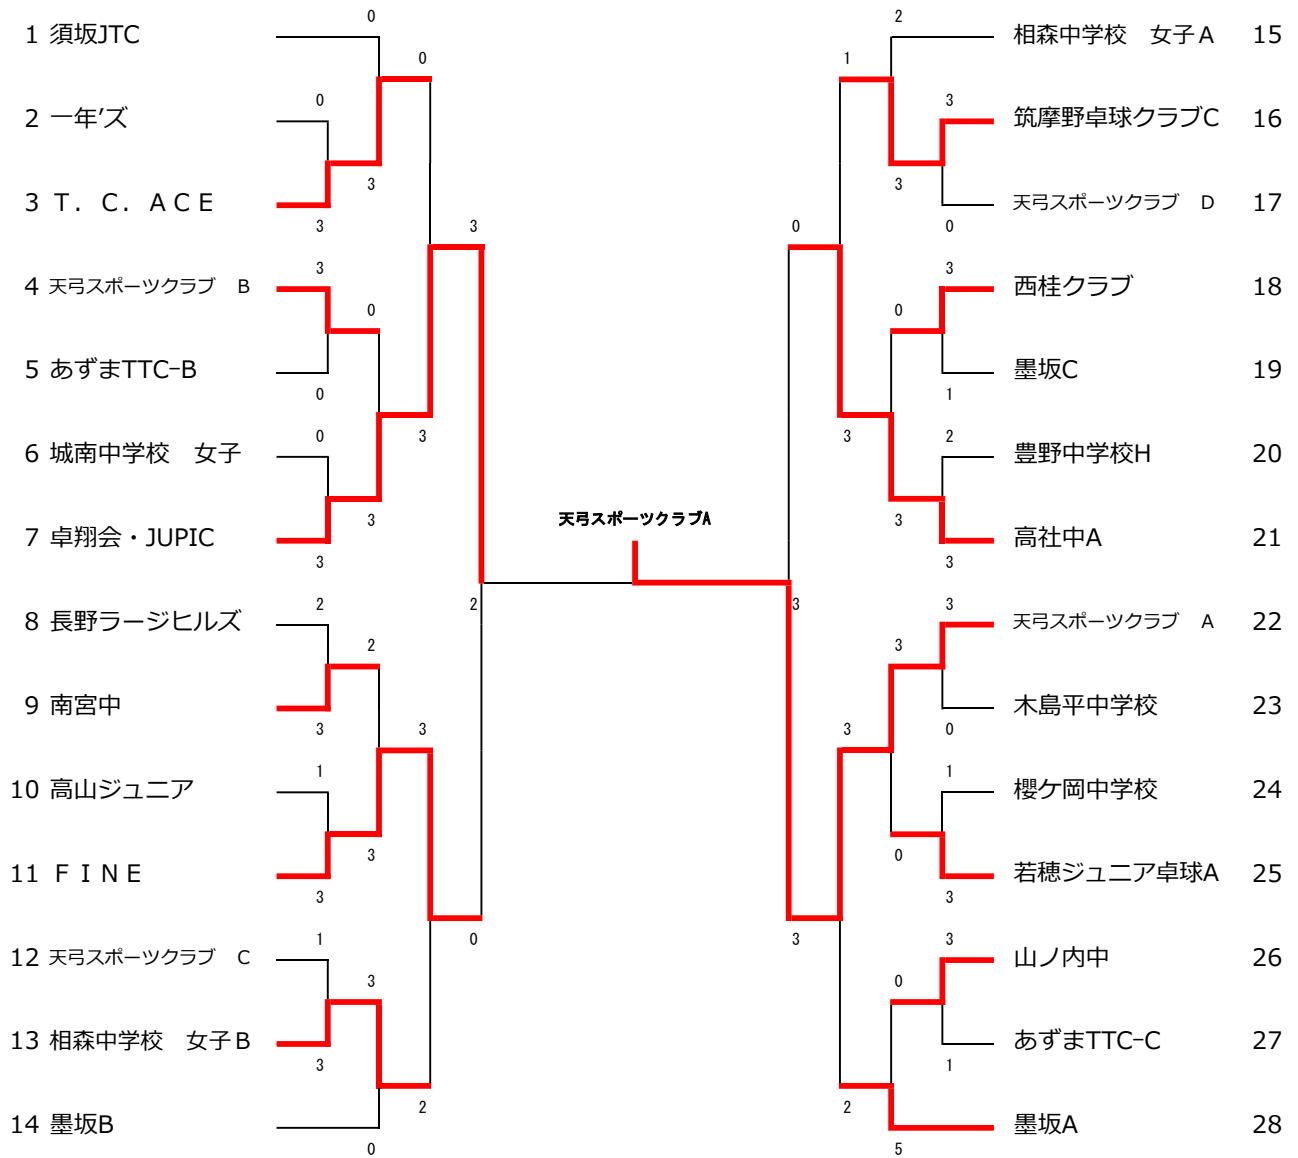 0
1 須坂JTC
0
0
2 一年’ズ
3
3 Ｔ．Ｃ．ＡＣＥ
3
3
3
4 天弓スポーツクラブ　B
0
5 あずまTTC-B
0
0
3
6 城南中学校　女子
3
7 卓翔会・JUPIC
3
2
2
8 長野ラージヒルズ
2
9 南宮中
3
3
1
10 高山ジュニア
3
11 ＦＩＮＥ
3
1
0
12 天弓スポーツクラブ　C
3
13 相森中学校　女子Ｂ
3
2
14 墨坂B
0
天弓スポーツクラブA
2
相森中学校　女子Ａ 15
1
3
筑摩野卓球クラブC 16
3
天弓スポーツクラブ　D 17
0
0
3
西桂クラブ 18
0
墨坂C 19
1
3
2
豊野中学校H 20
3
高社中A 21
3
3
3
天弓スポーツクラブ　A 22
3
木島平中学校 23
0
3
1
櫻ケ岡中学校 24
0
若穂ジュニア卓球A 25
3
3
3
山ノ内中 26
0
あずまTTC-C 27
1
2
墨坂A 28
5